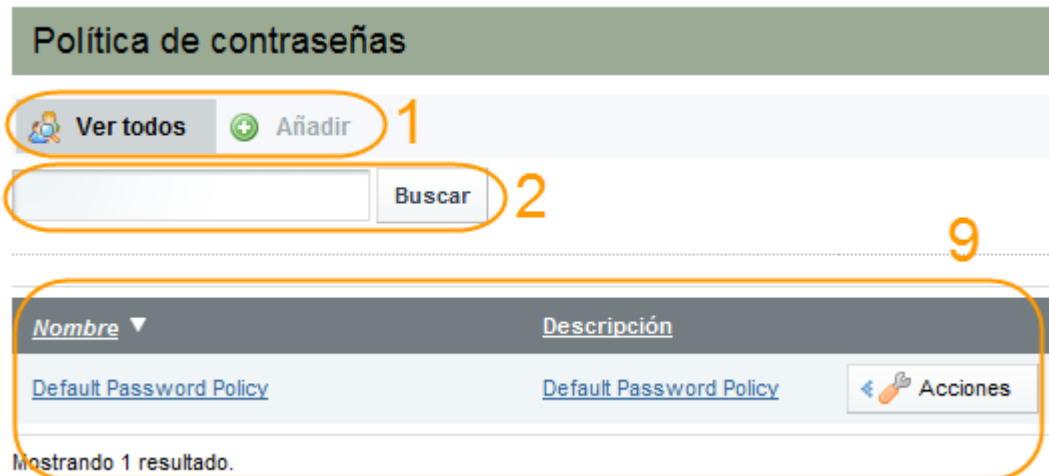 Política de contraseñas
Ver todos Añadir 1
Buscar 2
9
Nombre Descripción
Default Password Policy Default Password Policy Acciones
Mostrando 1 resultado.